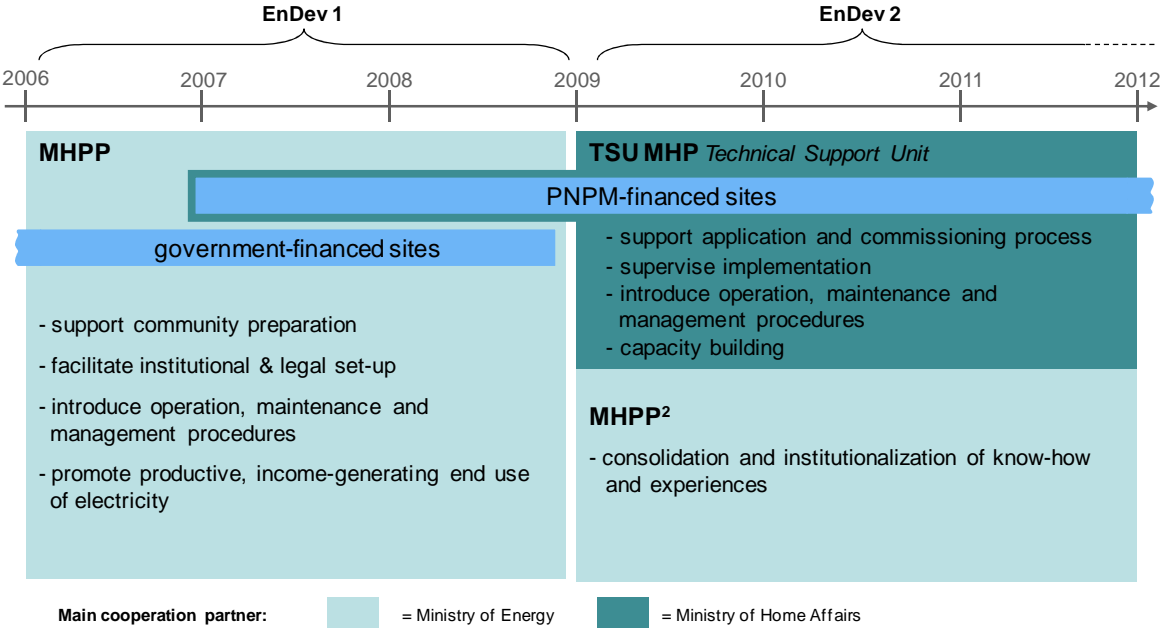 EnDev 1
EnDev 2
2006
2007
2008
2009
2010
2011
2012
MHPP
TSU MHP Technical Support Unit
PNPM-financed sites
government-financed sites
- support application and commissioning process
- supervise implementation
- introduce operation, maintenance and
management procedures
- capacity building
- support community preparation
- facilitate institutional & legal set-up
- introduce operation, maintenance and
management procedures
- promote productive, income-generating end use
of electricity
MHPP²
- consolidation and institutionalization of know-how
and experiences
Main cooperation partner:
= Ministry of Energy
= Ministry of Home Affairs